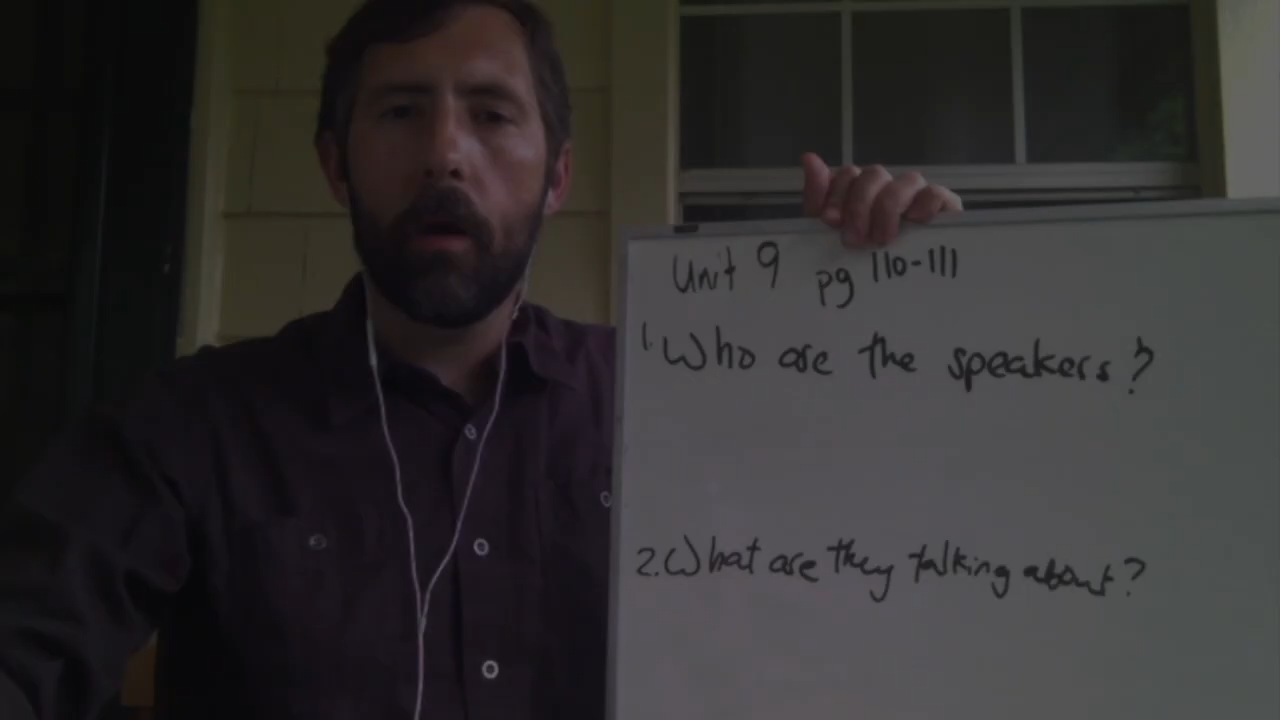 Unit 9 pg 110-111
1. Who are the speakers?
2. What are they talking about?